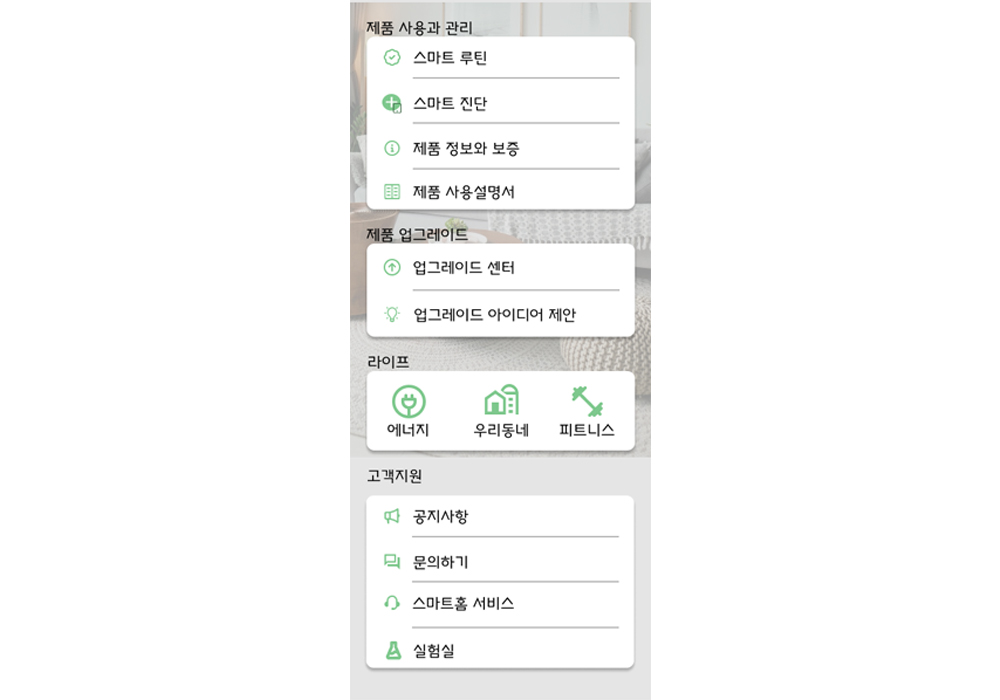 제품 사용과 관리
스마트 루틴
스마트 진단
제품 정보와 보증
제품 사용설명서
제품 업그레이드
업그레이드 센터
업그레이드 아이디어 제안
라이프
에너지 우리동네 피트니스
고객지원
공지사항
문의하기
스마트홈 서비스
실험실